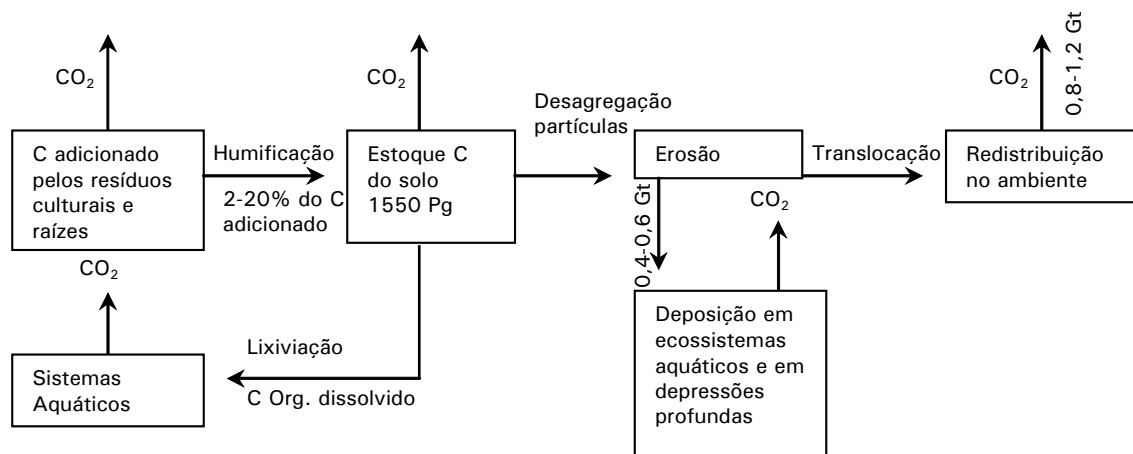 CO₂
C adicionado
pelos resíduos
culturais e
raízes
Humificação
2-20% do C
adicionado
CO₂
Estoque C
do solo
1550 Pg
Desagregação
partículas
Erosão
Translocação
CO₂
0,8-1,2 Gt
Redistribuição
no ambiente
0,4-0,6 Gt
CO₂
Deposição em
ecossistemas
aquáticos e em
depressões
profundas
CO₂
Sistemas
Aquáticos
Lixiviação
C Org. dissolvido